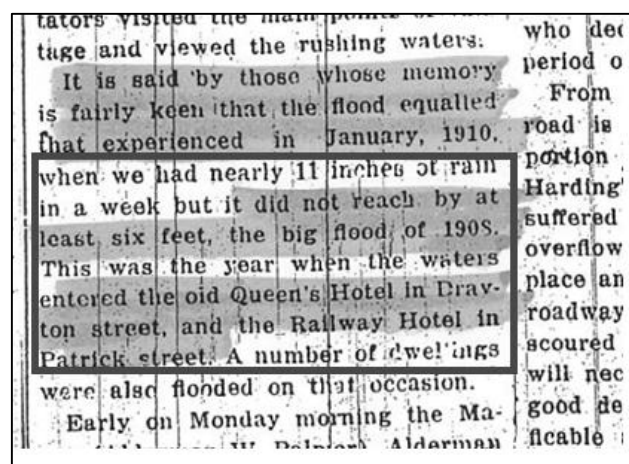 tators visited the main points of
tage and viewed the rushing waters.
It is said by those whose memory
is fairly keen that the flood equalled
that experienced in January, 1910,
when we had nearly 11 inches of rain
in a week but it did not reach by at
least six feet, the big flood of 1908.
This was the year when the waters
entered the old Queen's Hotel in Dray-
ton street, and the Railway Hotel in
Patrick street. A number of dwellings
were also flooded on that occasion.
Early on Monday morning the Ma-
W. Palmer) Alderman
who
period o
From
road is
portion
Harding'
suffered
overflow
place an
roadway
scoured
will nec
good de
ficable